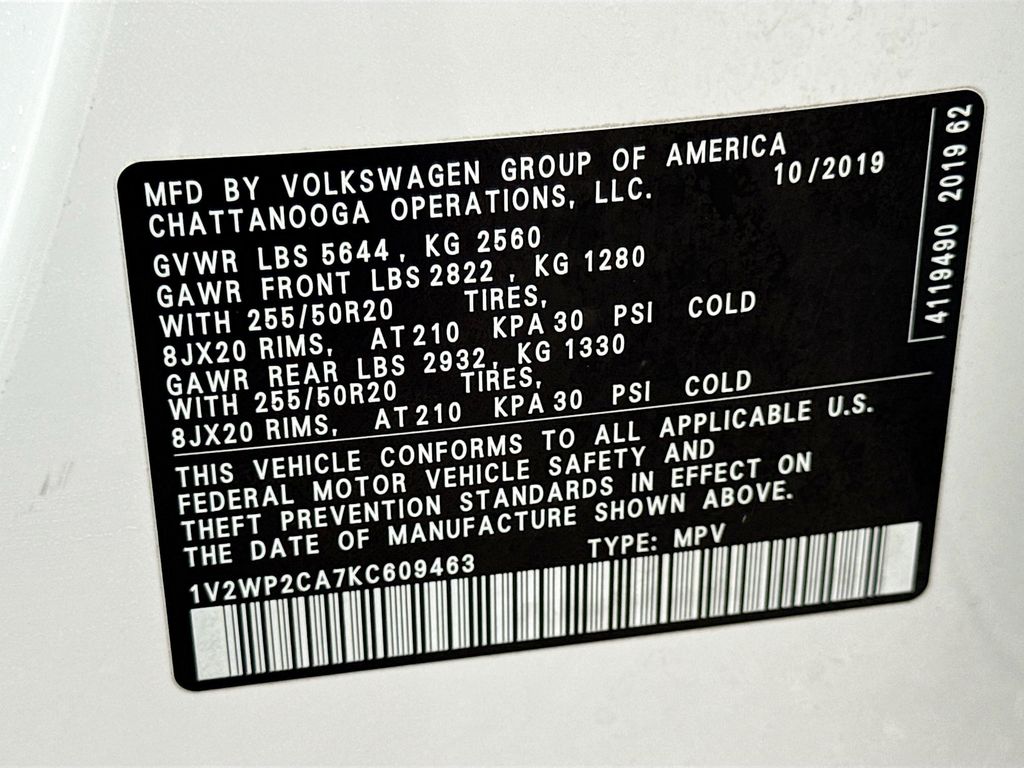 MFD BY VOLKSWAGEN GROUP OF AMERICA
CHATTANOOGA OPERATIONS, LLC.
10/2019
GVWR LBS 5644, KG 2560
GAWR FRONT LBS 2822 , KG 1280
WITH 255/50R20 TIRES,
8JX20 RIMS, AT 210 KPA 30 PSI COLD
GAWR REAR LBS 2932, KG 1330
WITH 255/50R20 TIRES,
8JX20 RIMS, AT 210 KPA 30 PSI COLD
THIS VEHICLE CONFORMS TO ALL APPLICABLE U.S.
FEDERAL MOTOR VEHICLE SAFETY AND
THEFT PREVENTION STANDARDS IN EFFECT ON
THE DATE OF MANUFACTURE SHOWN ABOVE.
1V2WP2CA7KC609463 TYPE: MPV
4119490 2019 62